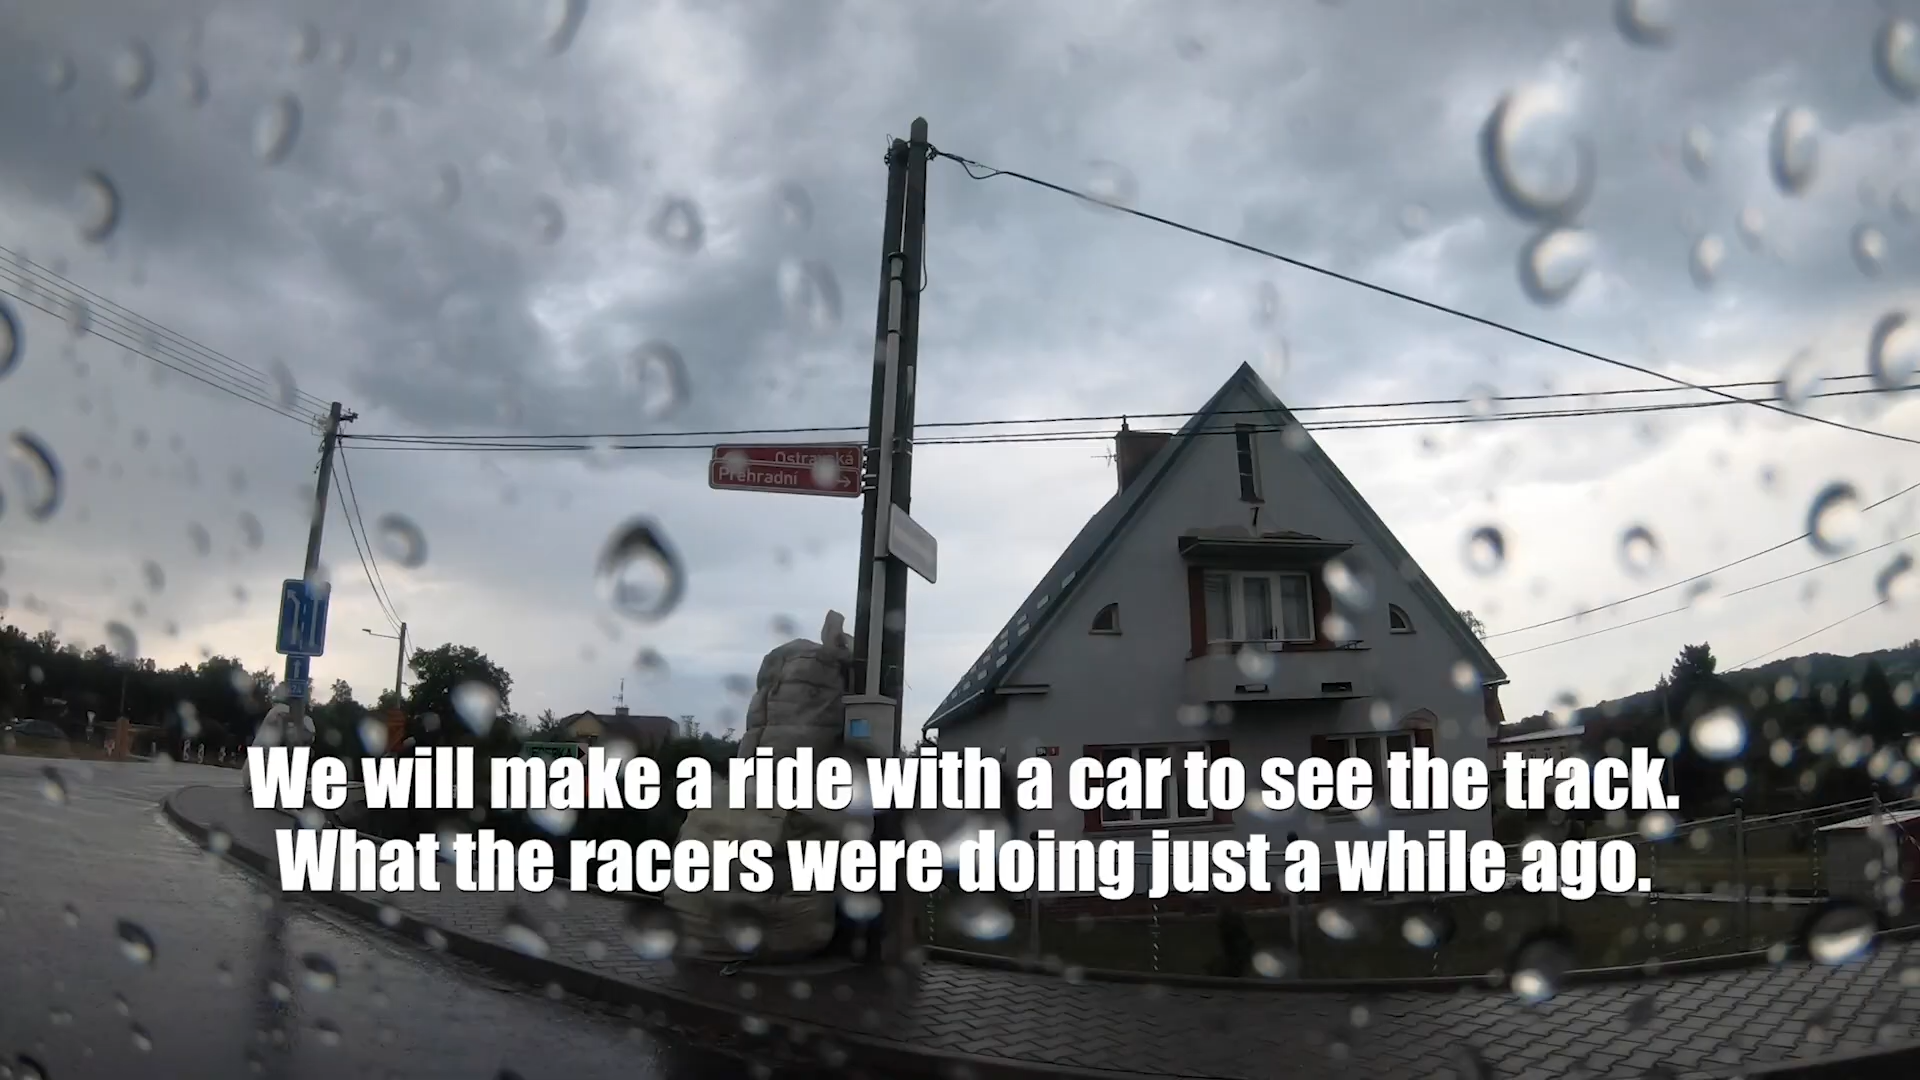 Ostravská
Přehradní
We will make a ride with a car to see the track.
What the racers were doing just a while ago.